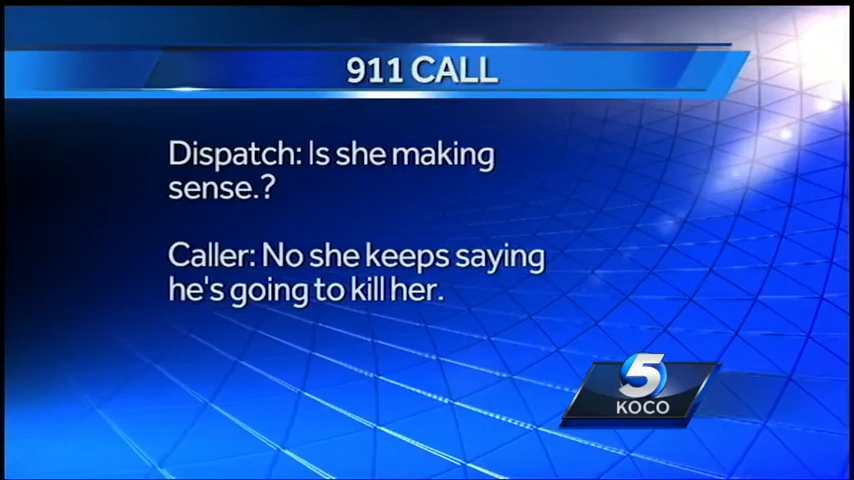 911 CALL
Dispatch: Is she making
sense.?
Caller: No she keeps saying
he's going to kill her.
5
KOCO